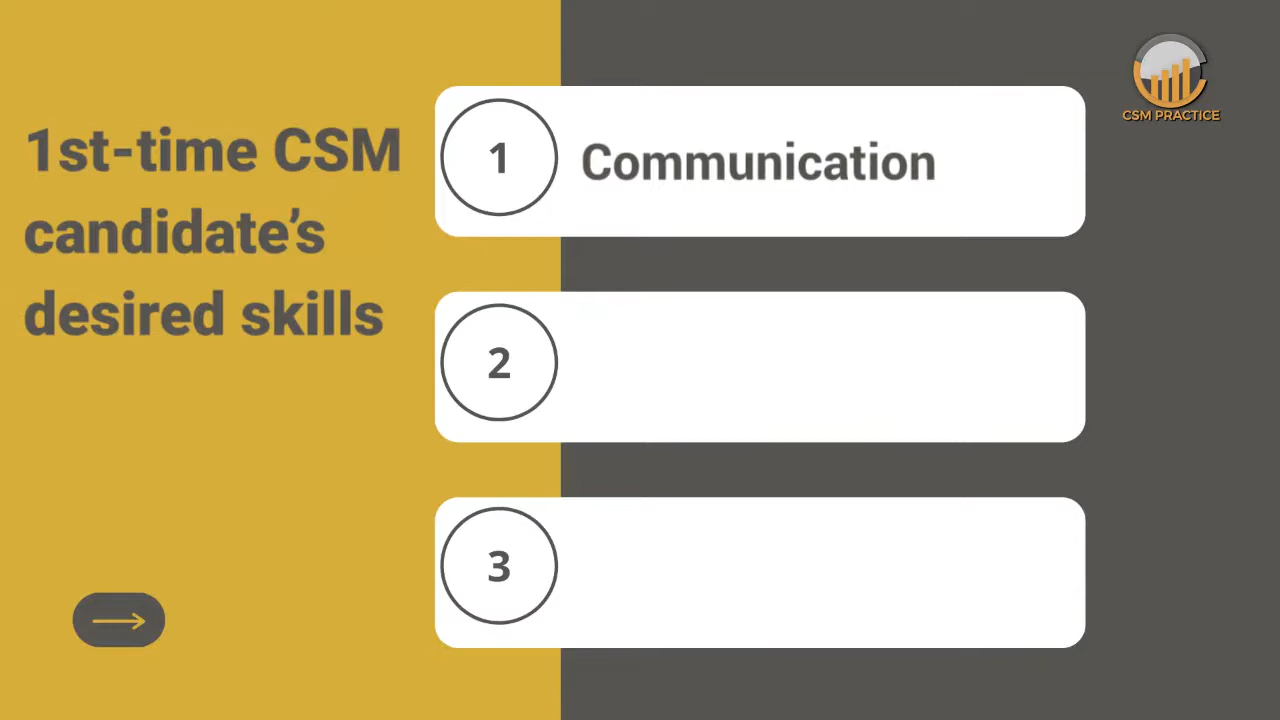 1st-time CSM
candidate’s
desired skills
1
Communication
2
3
CSM PRACTICE